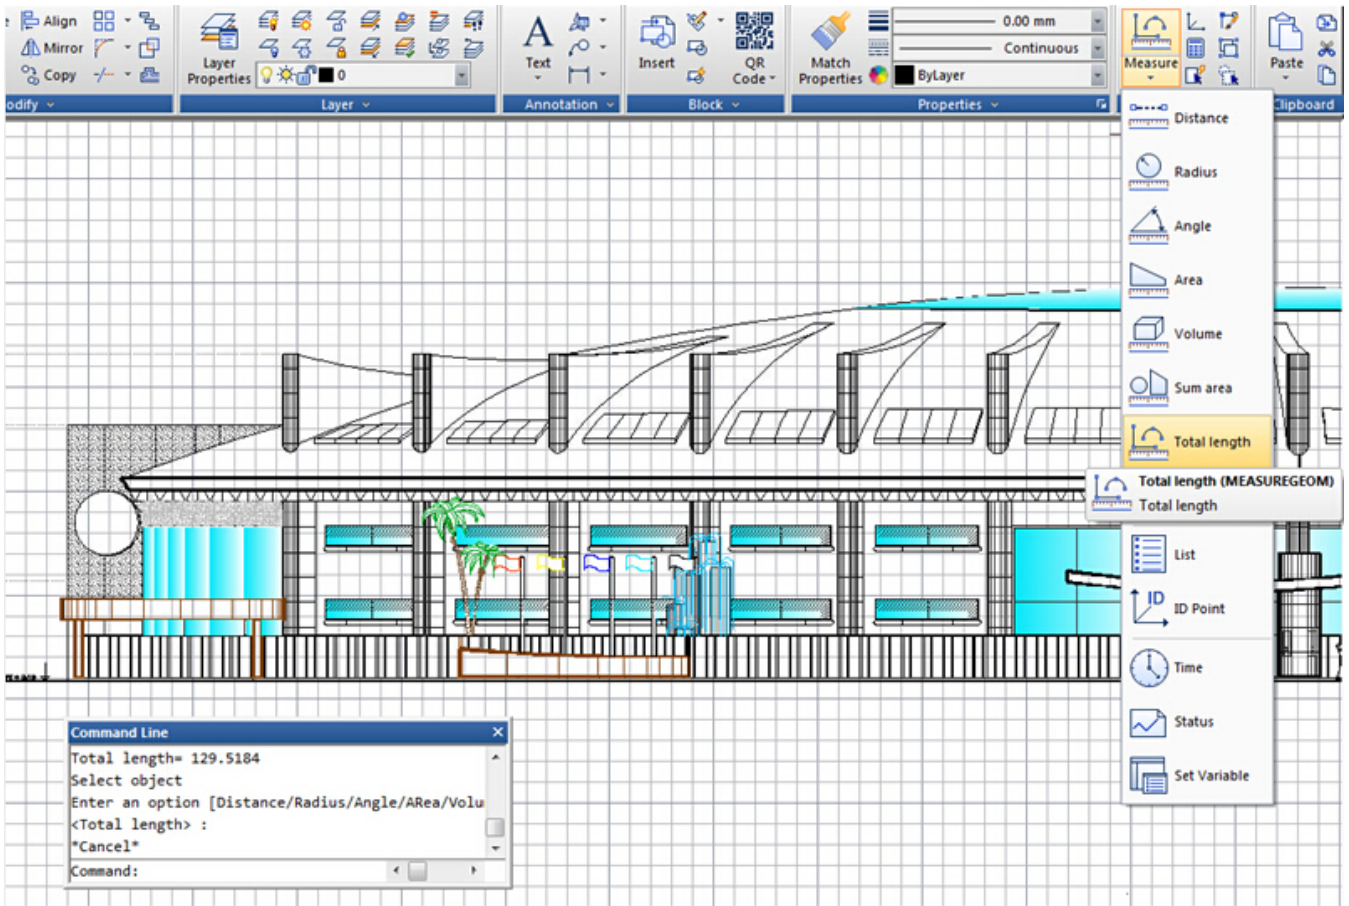 Align
Mirror
Copy
Layer
Properties
0
Text
Insert
QR
Code
Match
Properties
0.00 mm
Continuous
ByLayer
Measure
Paste
odify
Layer
Annotation
Block
Properties
Clipboard
Distance
Radius
Angle
Area
Volume
Sum area
Total length
Total length (MEASUREGEOM)
Total length
List
ID
ID Point
Time
Status
Set Variable
Command Line
Total length= 129.5184
Select object
Enter an option [Distance/Radius/Angle/ARea/Volu
<Total length> :
*Cancel*
Command: